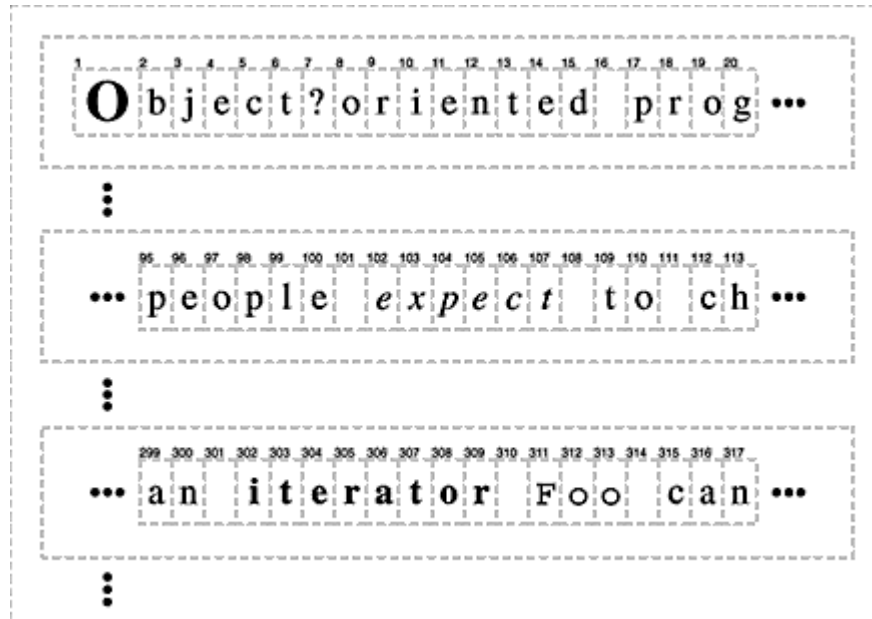 1 2 3 4 5 6 7 8 9 10 11 12 13 14 15 16 17 18 19 20
Object?oriented prog •••
95 96 97 98 99 100 101 102 103 104 105 106 107 108 109 110 111 112 113
••• people expect to ch •••
299 300 301 302 303 304 305 306 307 308 309 310 311 312 313 314 315 316 317
••• an iterator Foo can •••